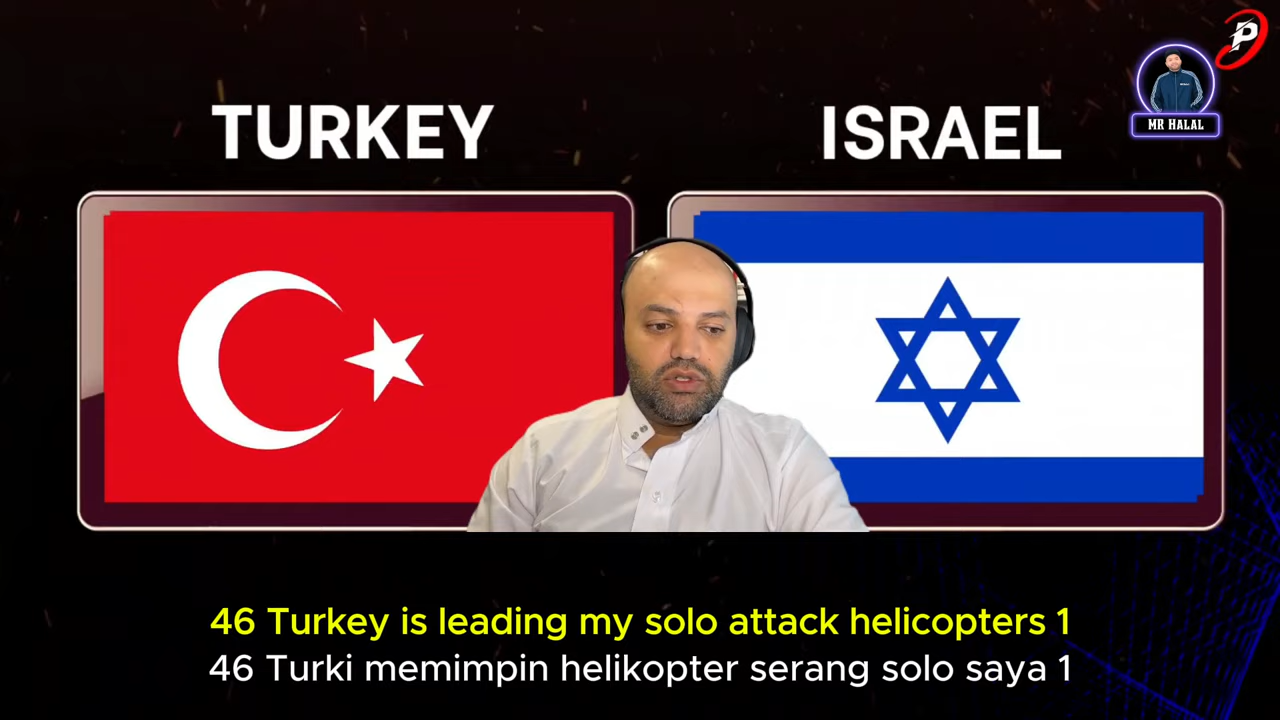 TURKEY
ISRAEL
MR HALAL
P
46 Turkey is leading my solo attack helicopters 1
46 Turki memimpin helikopter serang solo saya 1